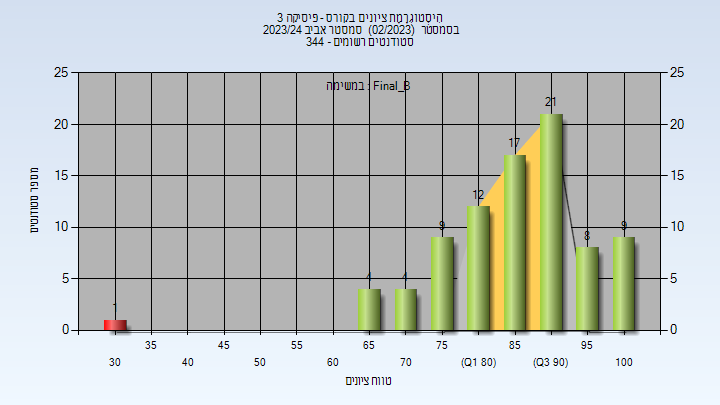 היסטוגרמת ציונים בקורס - פיסיקה 3
בסמסטר (02/2023) סמסטר אביב 2023/24
סטודנטים רשומים - 344
במשימה : Final_B
מספר סטודנטים
25 25
20 20
15 15
10 10
5 5
0 0
1 4 4 9 12 17 21 8 9
35 45 55 65 75 85 95
30 40 50 60 70 (Q1 80) (Q3 90) 100
טווח ציונים